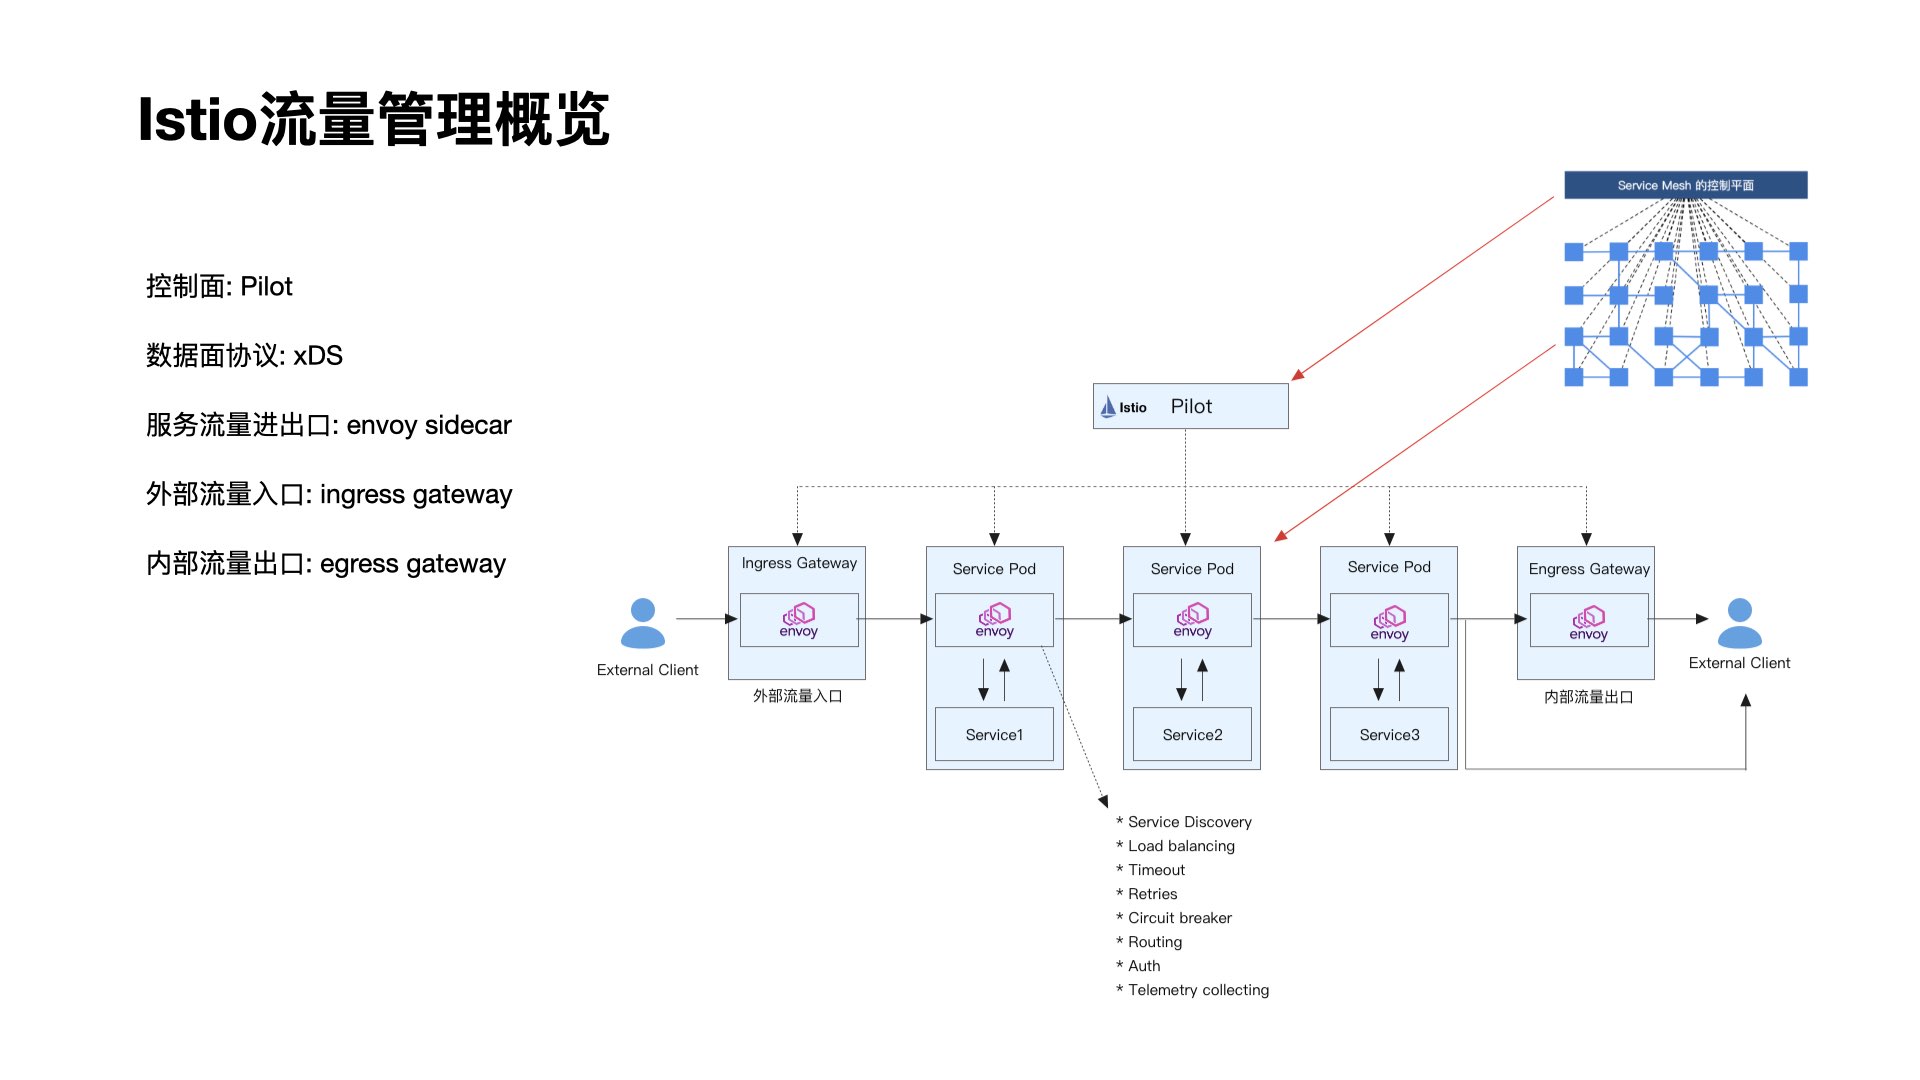 Istio流量管理概览
控制面: Pilot
数据面协议: xDS
服务流量进出口: envoy sidecar
外部流量入口: ingress gateway
内部流量出口: egress gateway
Service Mesh 的控制平面
Istio Pilot
Ingress Gateway
envoy
外部流量入口
Service Pod
envoy
Service1
Service Pod
envoy
Service2
Service Pod
envoy
Service3
Engress Gateway
envoy
内部流量出口
External Client
External Client
* Service Discovery
* Load balancing
* Timeout
* Retries
* Circuit breaker
* Routing
* Auth
* Telemetry collecting